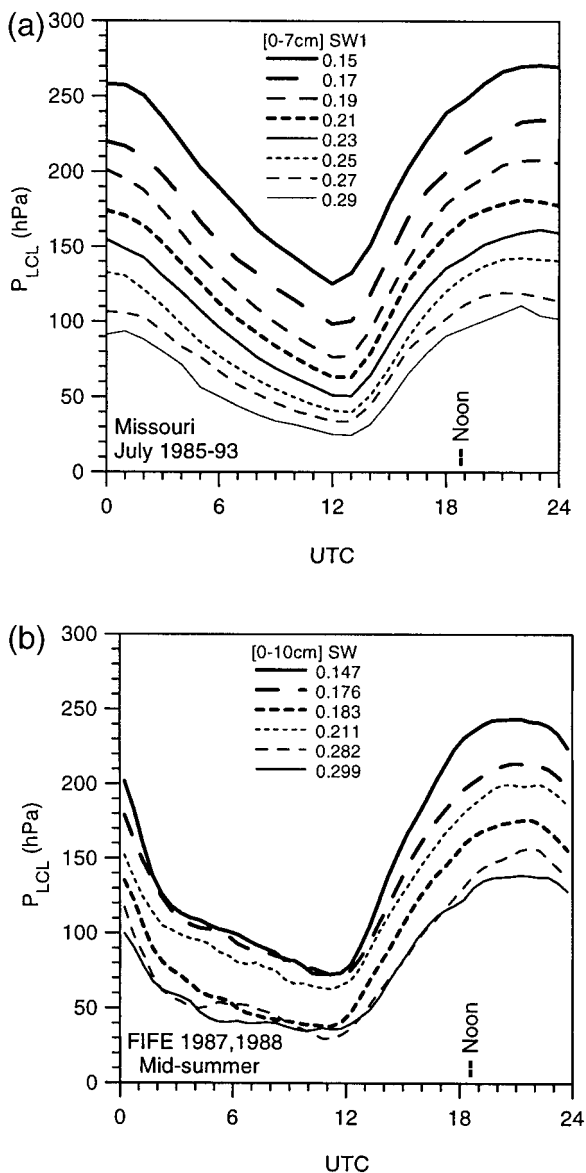 (a)
300
250
200
150
100
50
0
P_LCL (hPa)
[0-7cm] SW1
0.15
0.17
0.19
0.21
0.23
0.25
0.27
0.29
Missouri
July 1985-93
Noon
0 6 12 18 24
UTC
(b)
300
250
200
150
100
50
0
P_LCL (hPa)
[0-10cm] SW
0.147
0.176
0.183
0.211
0.282
0.299
FIFE 1987,1988
Mid-summer
Noon
0 6 12 18 24
UTC